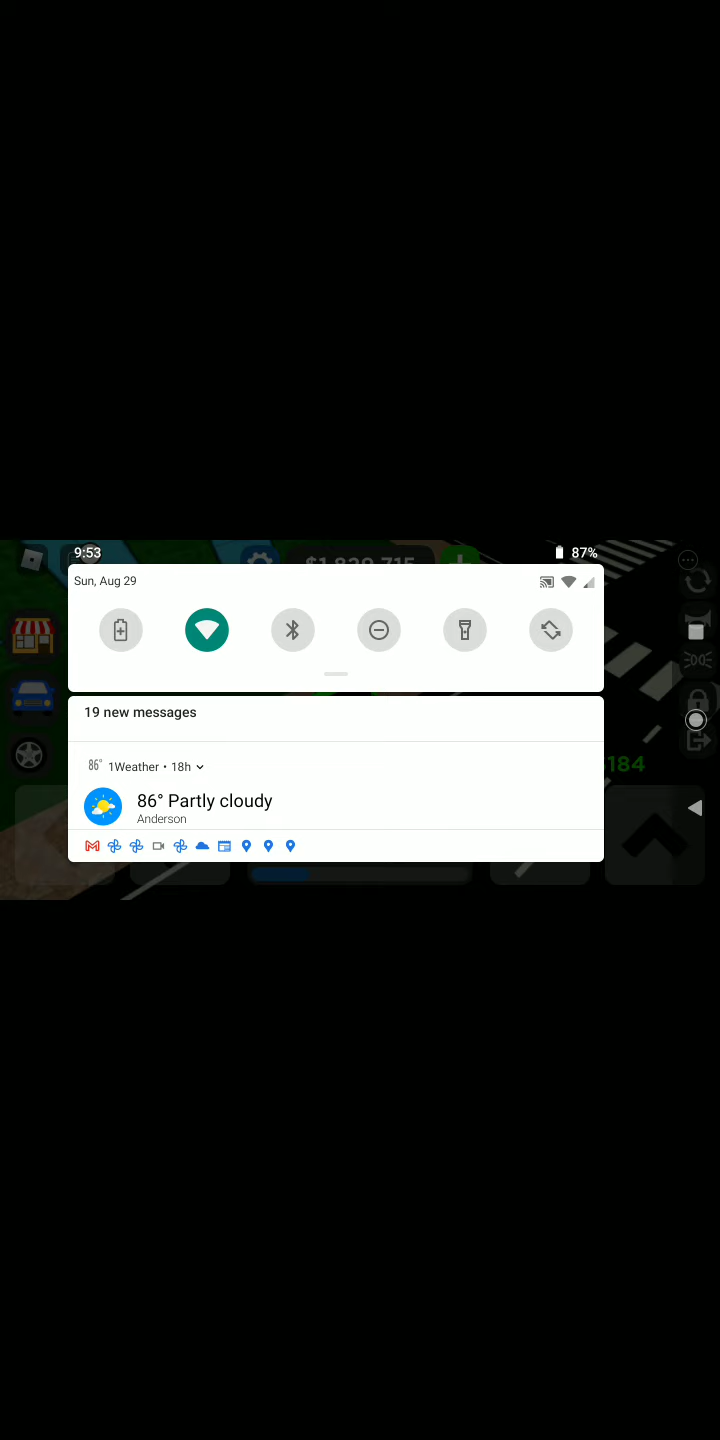 9:53
87%
Sun, Aug 29
19 new messages
86° 1Weather • 18h
86° Partly cloudy
Anderson
184